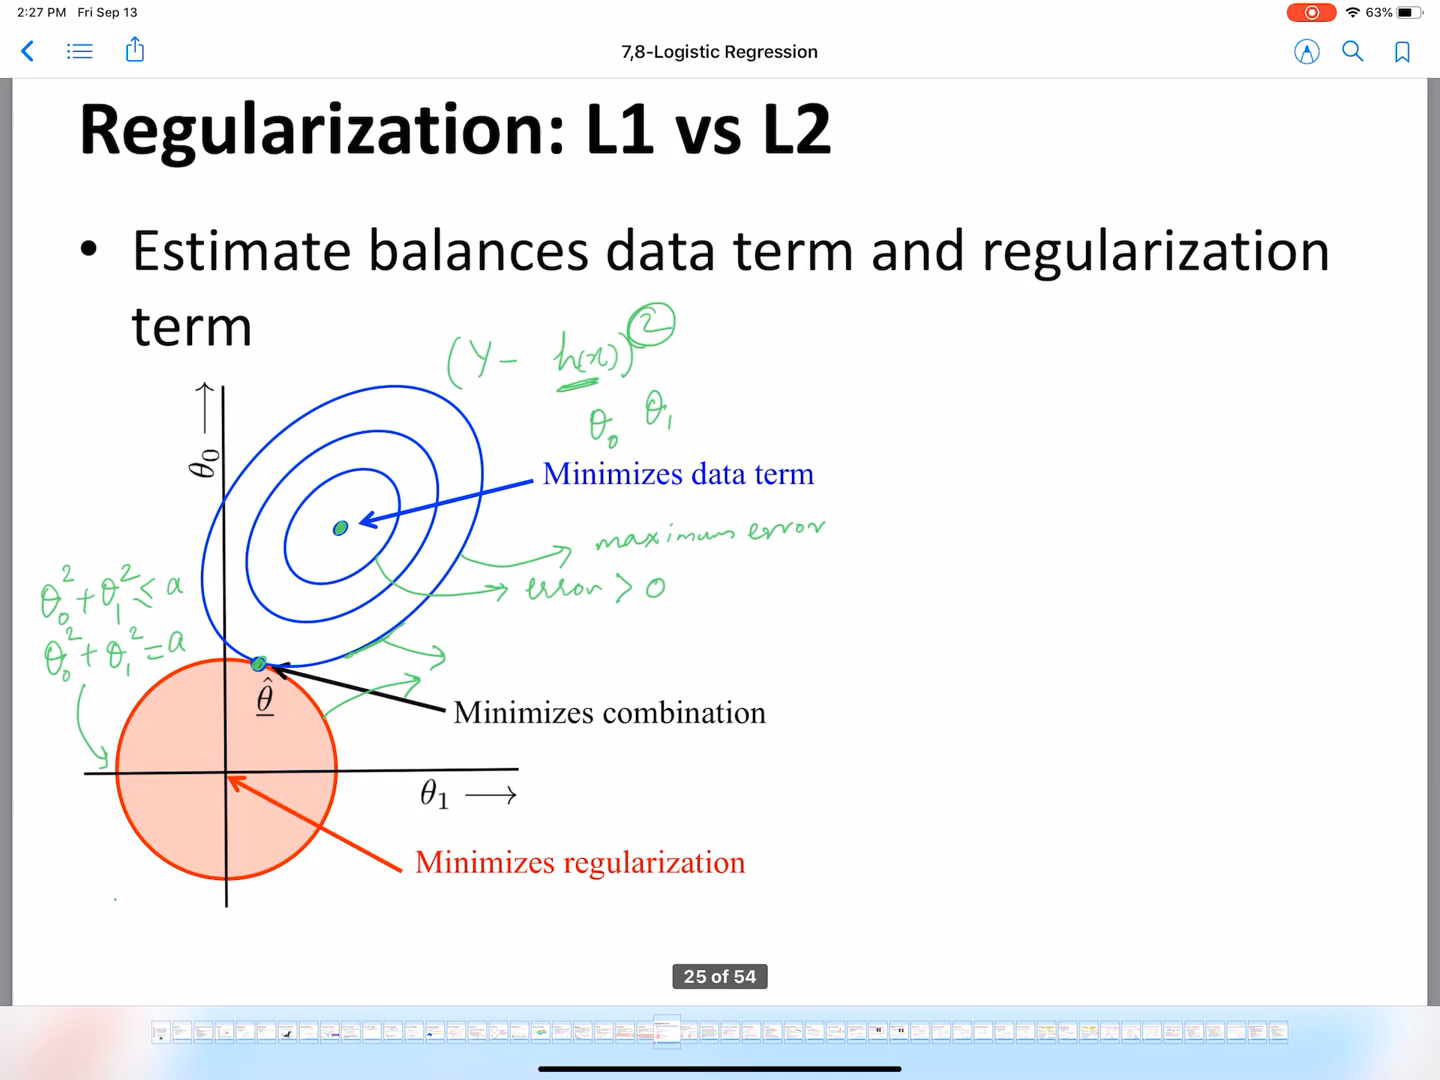 2:27 PM Fri Sep 13
63%
7,8-Logistic Regression
Regularization: L1 vs L2
• Estimate balances data term and regularization
term
(Y - h(x))²
θ₀ θ₁
θ₀
Minimizes data term
maximum error
error > 0
θ₀² + θ₁² ≤ a
θ₀² + θ₁² = a
θ̂
Minimizes combination
θ₁
Minimizes regularization
25 of 54